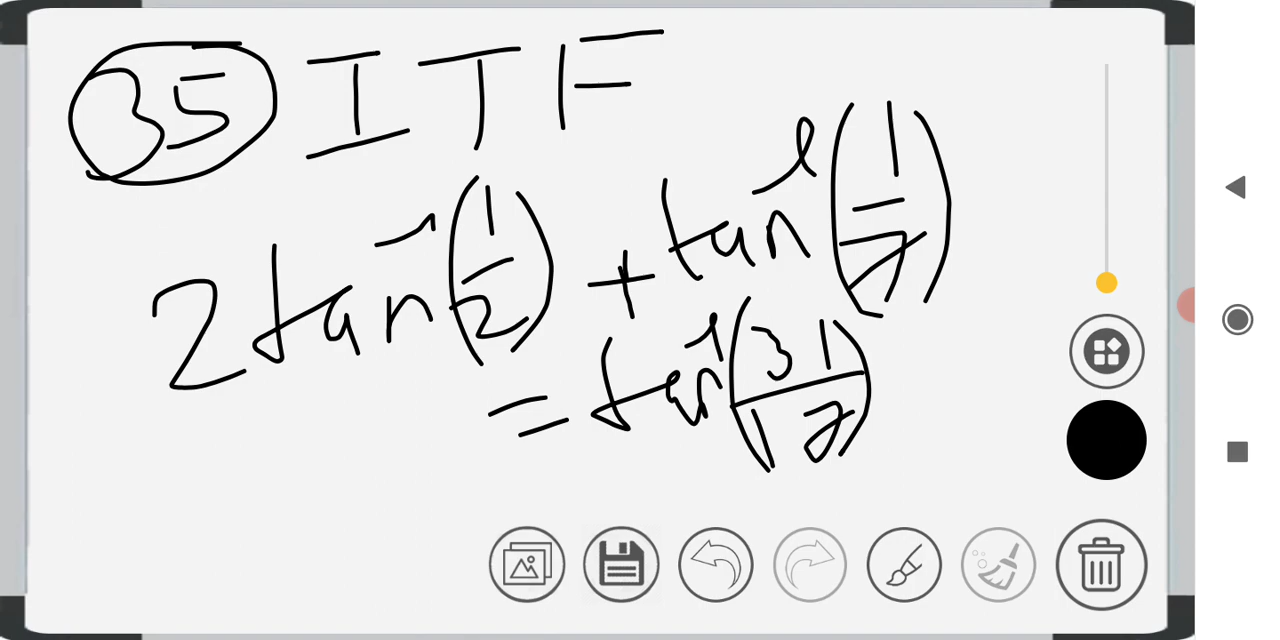 35 ITF
2tan⁻¹(1/2) + tan⁻¹(1/7)
= tan⁻¹(31/17)